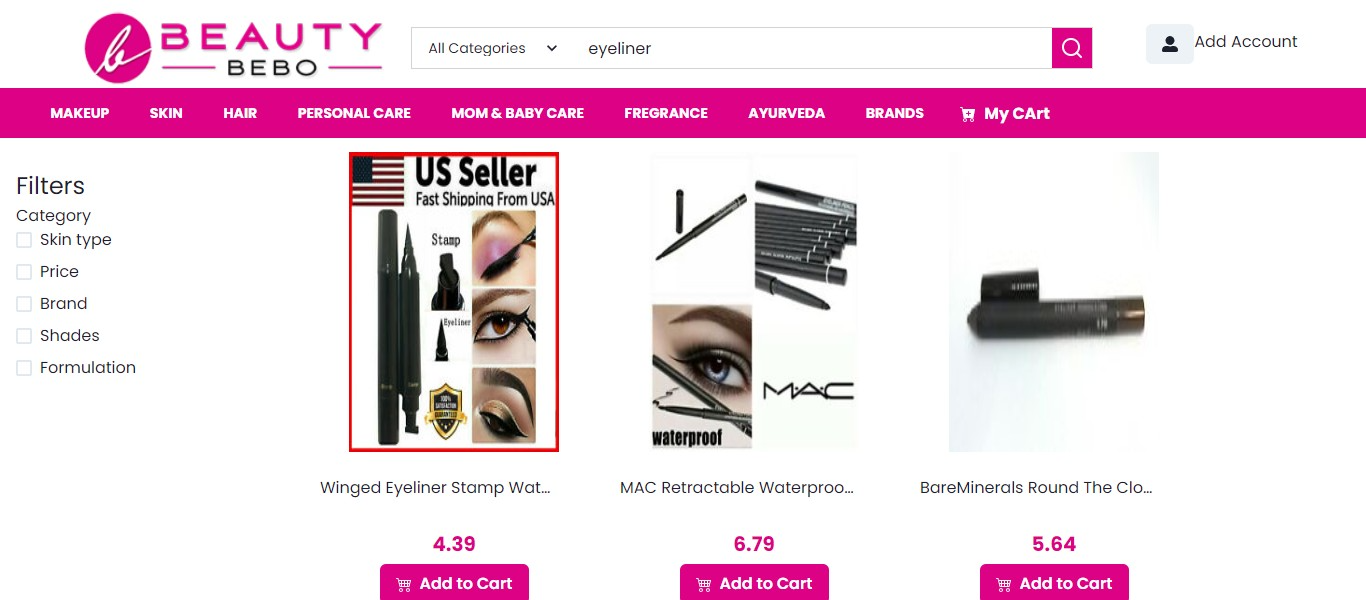 b BEAUTY
BEBO
All Categories eyeliner
Add Account
MAKEUP SKIN HAIR PERSONAL CARE MOM & BABY CARE FREGRANCE AYURVEDA BRANDS My CArt
Filters
Category
Skin type
Price
Brand
Shades
Formulation
US Seller
Fast Shipping From USA
Stamp
Eyeliner
100%
SATISFACTION
GUARANTEED
MAC
waterproof
Winged Eyeliner Stamp Wat...
MAC Retractable Waterproo...
BareMinerals Round The Clo...
4.39
6.79
5.64
Add to Cart
Add to Cart
Add to Cart